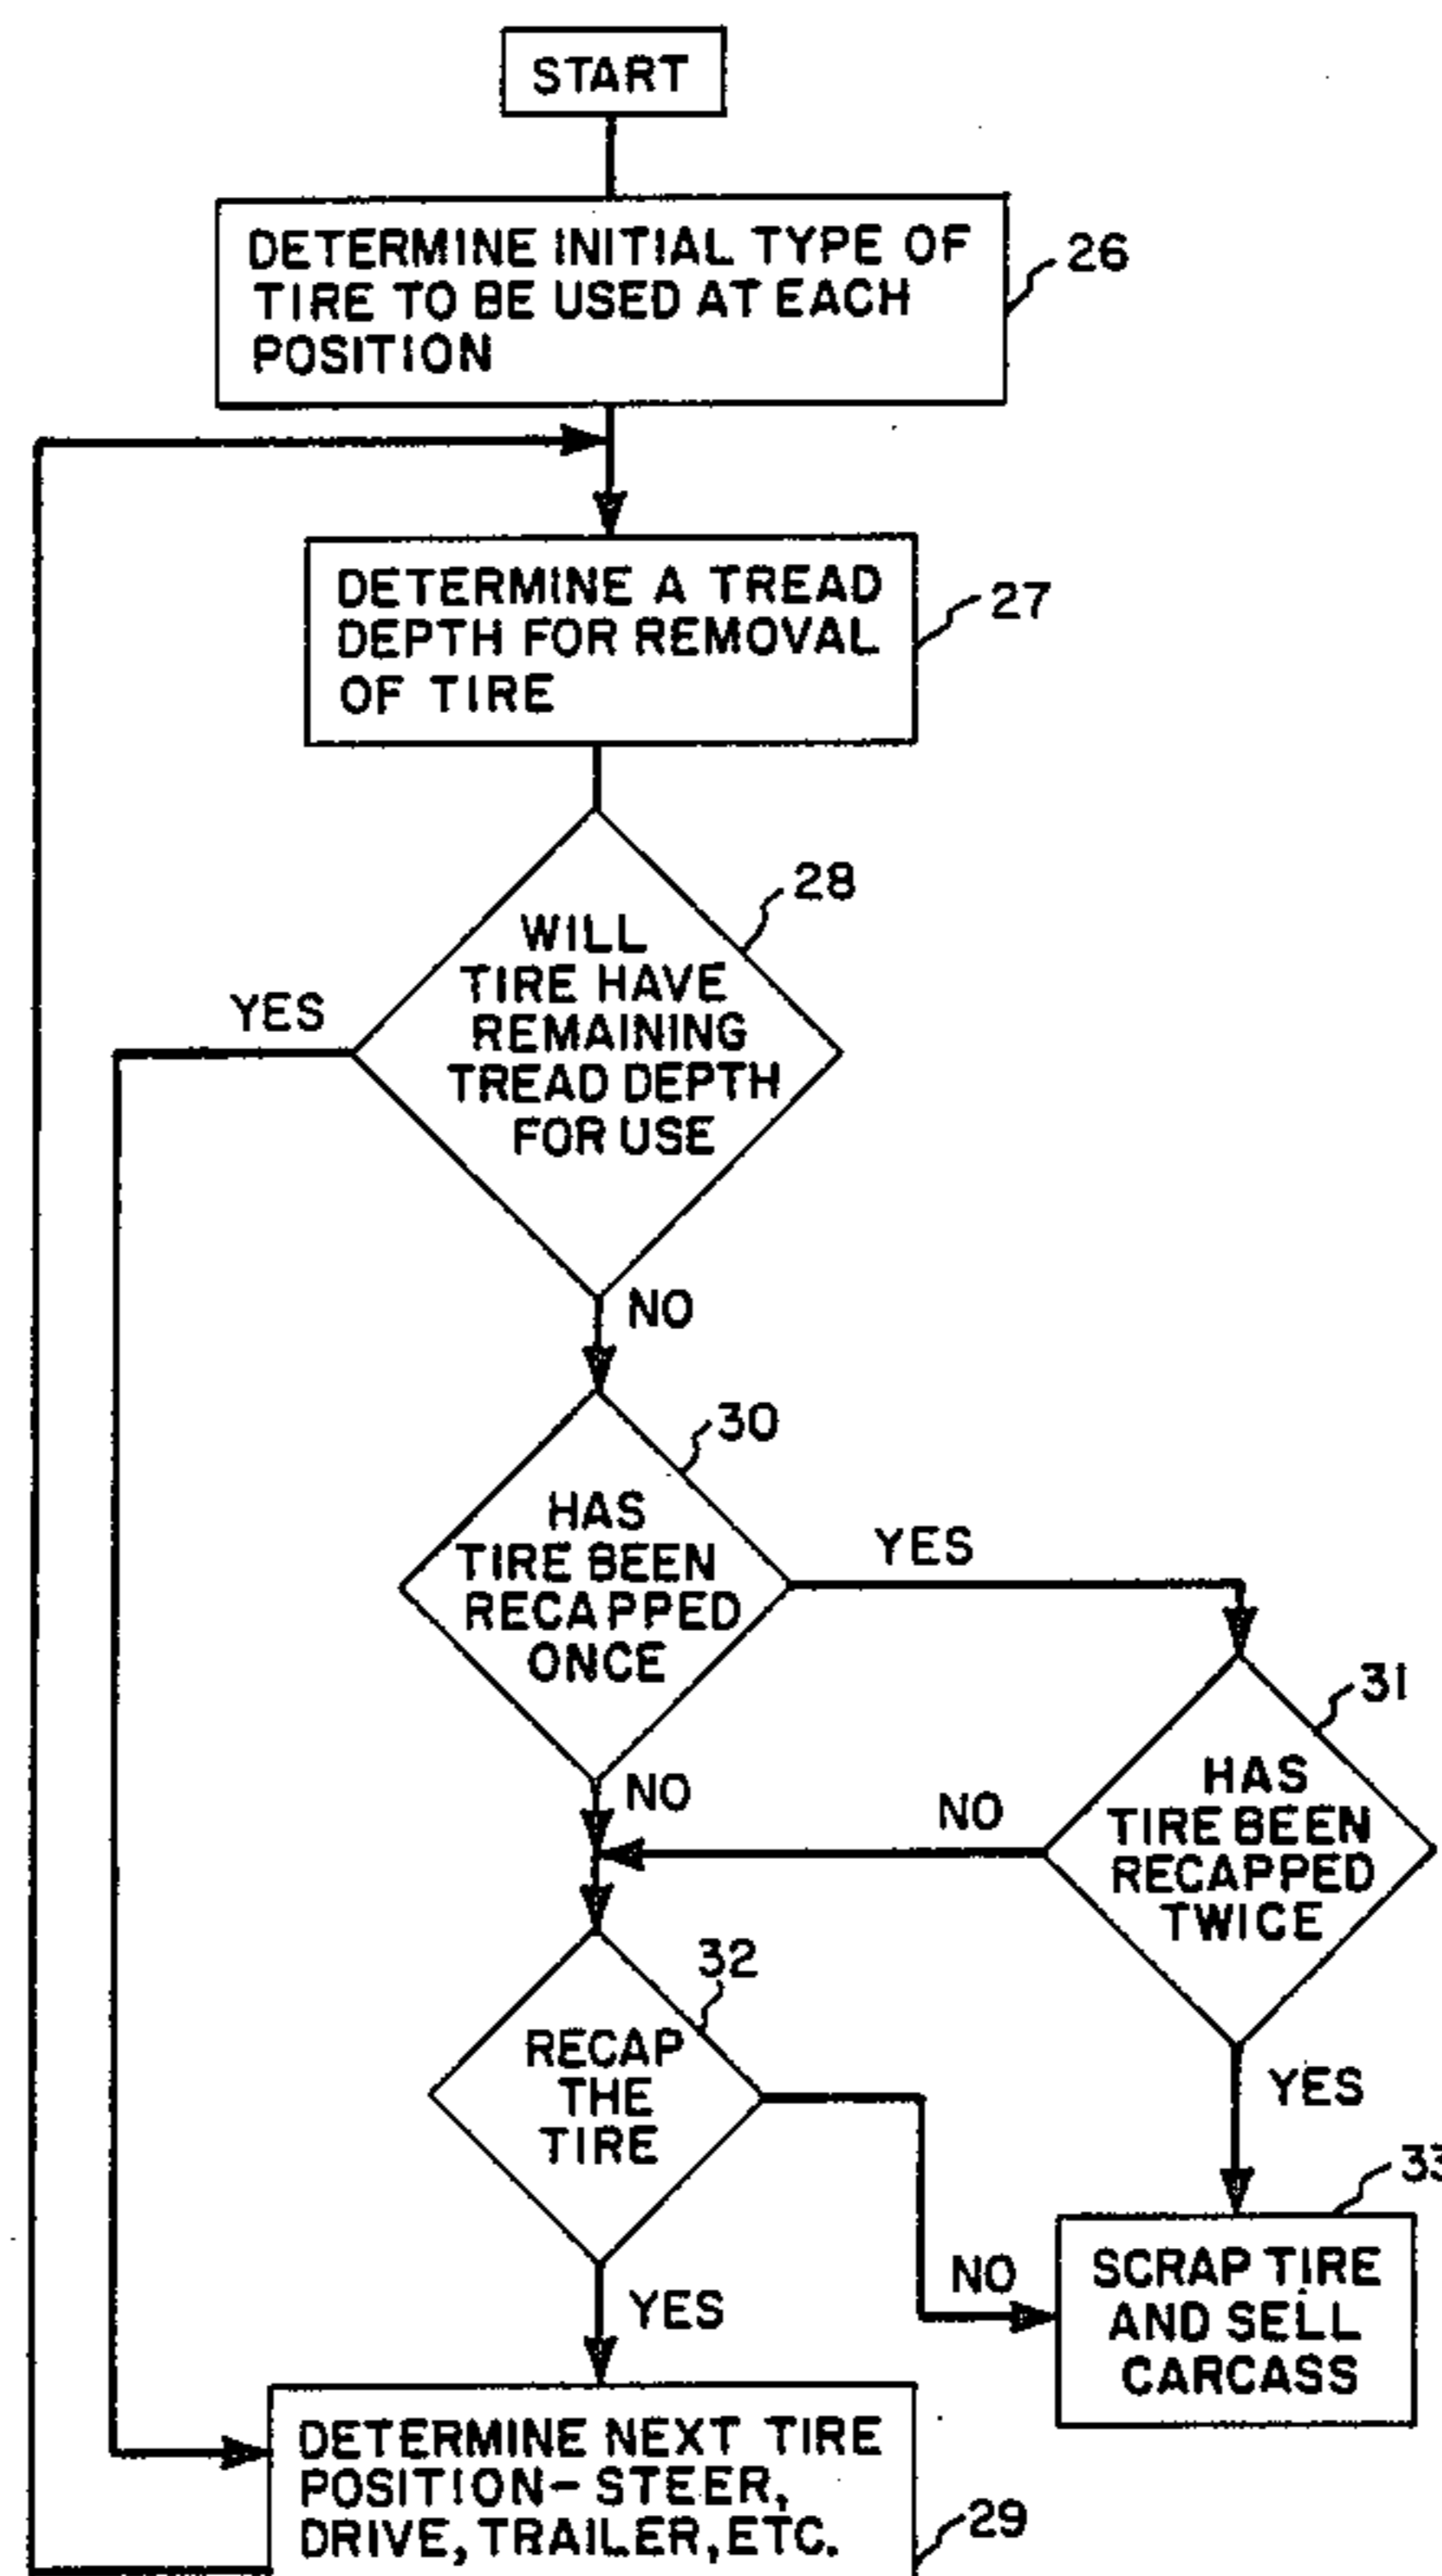 START
DETERMINE INITIAL TYPE OF
TIRE TO BE USED AT EACH
POSITION
26
DETERMINE A TREAD
DEPTH FOR REMOVAL
OF TIRE
27
28
WILL
TIRE HAVE
REMAINING
TREAD DEPTH
FOR USE
YES
NO
30
HAS
TIRE BEEN
RECAPPED
ONCE
YES
31
HAS
TIRE BEEN
RECAPPED
TWICE
NO
NO
32
RECAP
THE
TIRE
YES
33
NO
SCRAP TIRE
AND SELL
CARCASS
YES
DETERMINE NEXT TIRE
POSITION- STEER,
DRIVE, TRAILER, ETC.
29